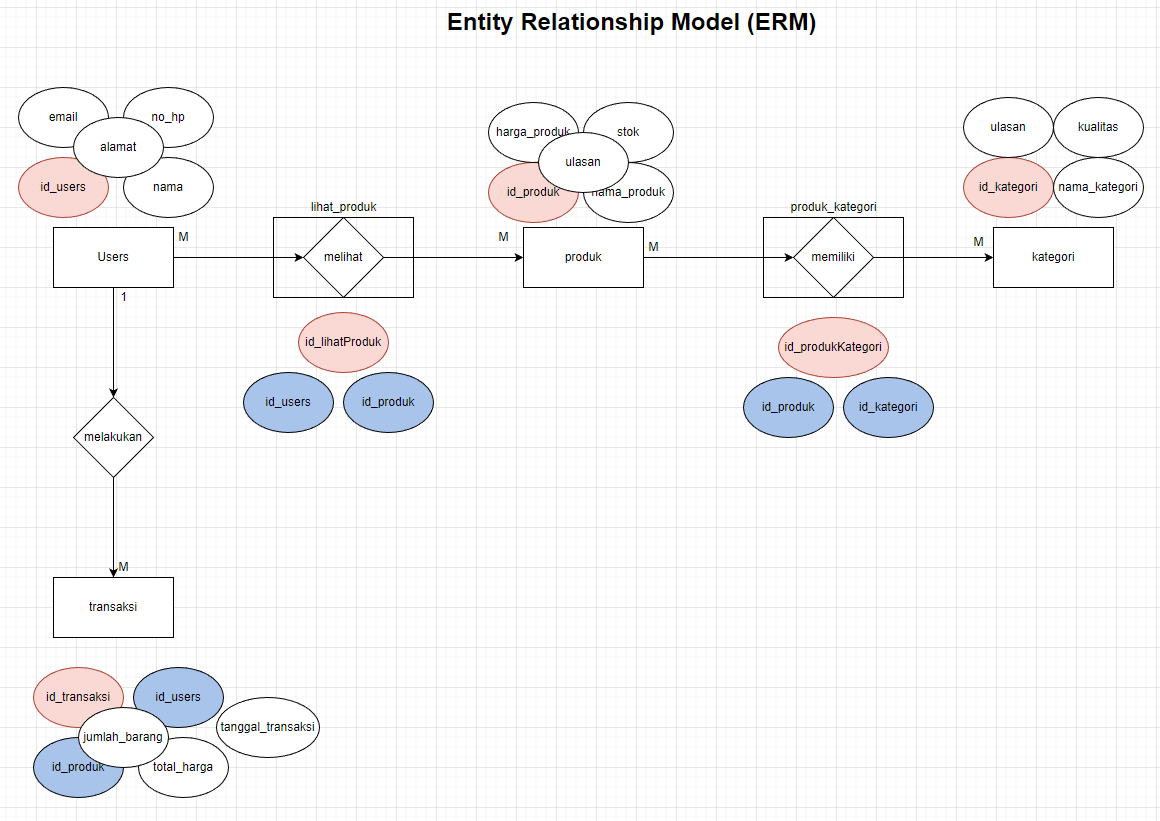 Entity Relationship Model (ERM)
email
no_hp
alamat
id_users
nama
harga_produk
stok
ulasan
id_produk
nama_produk
ulasan
kualitas
id_kategori
nama_kategori
lihat_produk
produk_kategori
Users
M
melihat
M
produk
M
memiliki
M
kategori
1
id_lihatProduk
id_users
id_produk
id_produkKategori
id_produk
id_kategori
melakukan
M
transaksi
id_transaksi
id_users
jumlah_barang
tanggal_transaksi
id_produk
total_harga